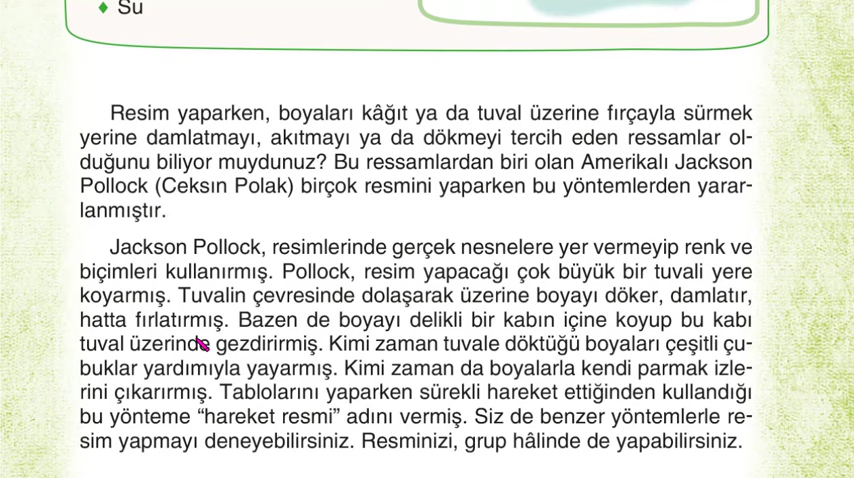 ♦ Su
Resim yaparken, boyaları kâğıt ya da tuval üzerine fırçayla sürmek
yerine damlatmayı, akıtmayı ya da dökmeyi tercih eden ressamlar ol-
duğunu biliyor muydunuz? Bu ressamlardan biri olan Amerikalı Jackson
Pollock (Ceksın Polak) birçok resmini yaparken bu yöntemlerden yarar-
lanmıştır.
Jackson Pollock, resimlerinde gerçek nesnelere yer vermeyip renk ve
biçimleri kullanırmış. Pollock, resim yapacağı çok büyük bir tuvali yere
koyarmış. Tuvalin çevresinde dolaşarak üzerine boyayı döker, damlatır,
hatta fırlatırmış. Bazen de boyayı delikli bir kabın içine koyup bu kabı
tuval üzerinde gezdirirmiş. Kimi zaman tuvale döktüğü boyaları çeşitli çu-
buklar yardımıyla yayarmış. Kimi zaman da boyalarla kendi parmak izle-
rini çıkarırmış. Tablolarını yaparken sürekli hareket ettiğinden kullandığı
bu yönteme “hareket resmi” adını vermiş. Siz de benzer yöntemlerle re-
sim yapmayı deneyebilirsiniz. Resminizi, grup hâlinde de yapabilirsiniz.